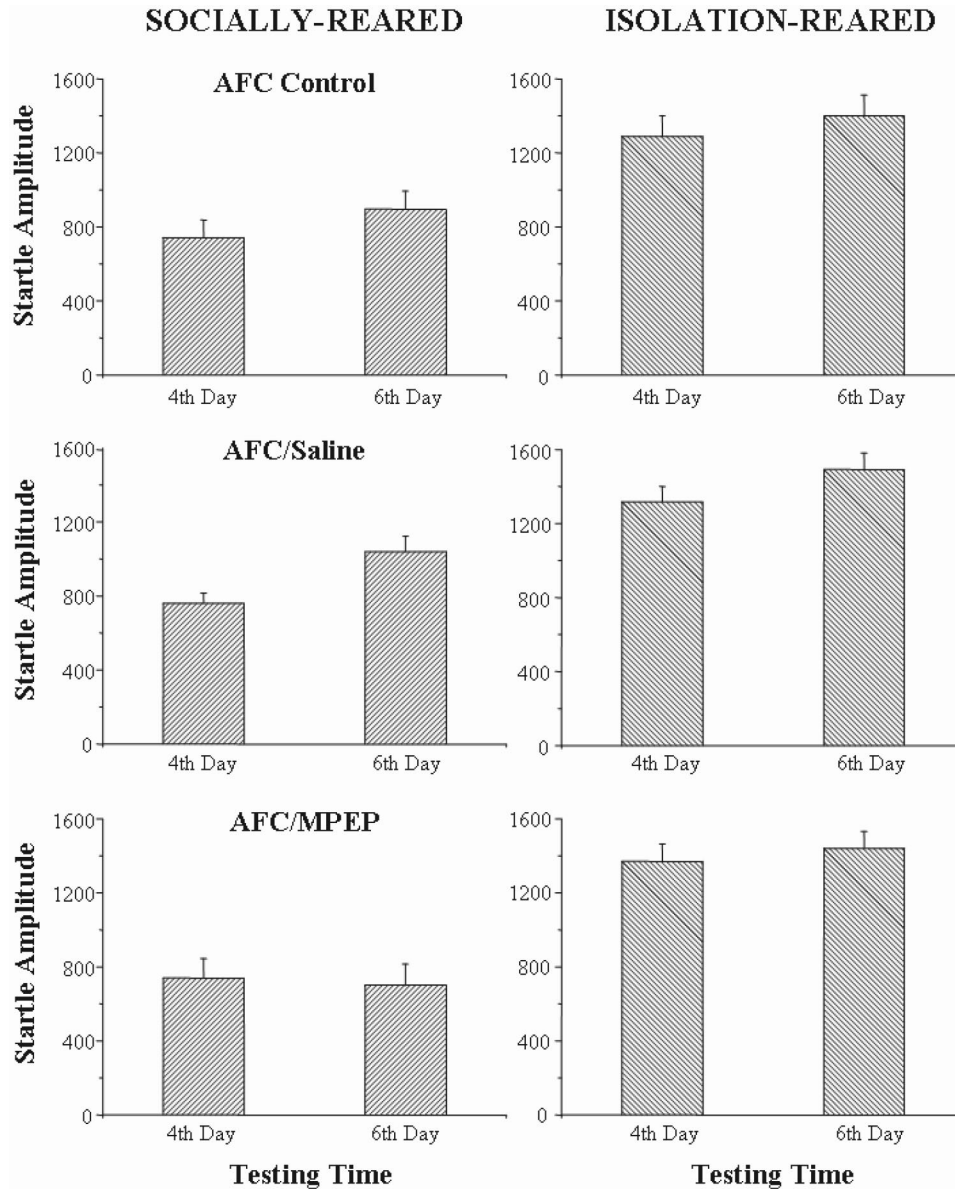 SOCIALLY-REARED
ISOLATION-REARED
AFC Control
Startle Amplitude
1600
1200
800
400
0
4th Day 6th Day
1600
1200
800
400
0
4th Day 6th Day
AFC/Saline
Startle Amplitude
1600
1200
800
400
0
4th Day 6th Day
1600
1200
800
400
0
4th Day 6th Day
AFC/MPEP
Startle Amplitude
1600
1200
800
400
0
4th Day 6th Day
Testing Time
1600
1200
800
400
0
4th Day 6th Day
Testing Time